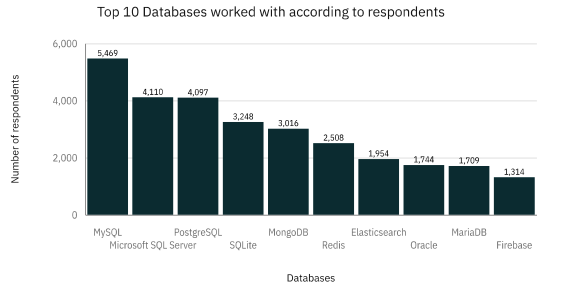 Top 10 Databases worked with according to respondents
6,000
4,000
2,000
0
Number of respondents
5,469
4,110
4,097
3,248
3,016
2,508
1,954
1,744
1,709
1,314
MySQL
Microsoft SQL Server
PostgreSQL
SQLite
MongoDB
Redis
Elasticsearch
Oracle
MariaDB
Firebase
Databases